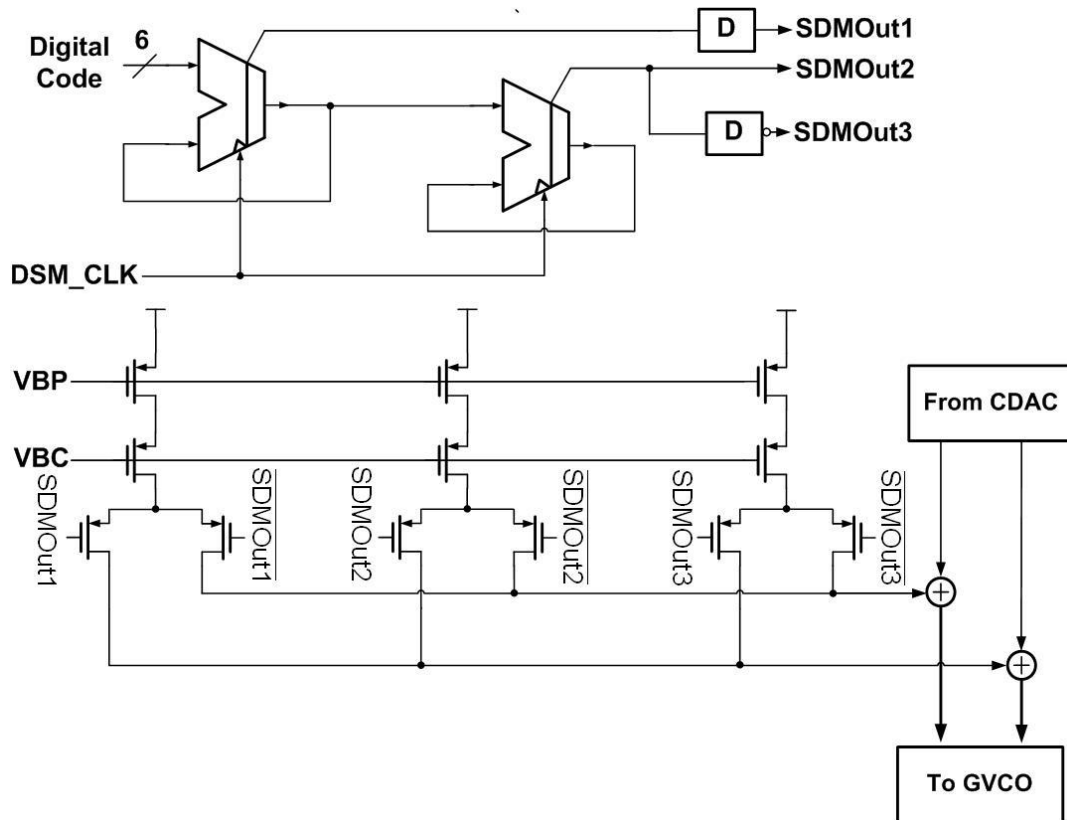 6
Digital
Code
D
SDMOut1
SDMOut2
D
SDMOut3
DSM_CLK
VBP
VBC
From CDAC
SDMOut1
SDMOut1
SDMOut2
SDMOut2
SDMOut3
SDMOut3
+
+
To GVCO